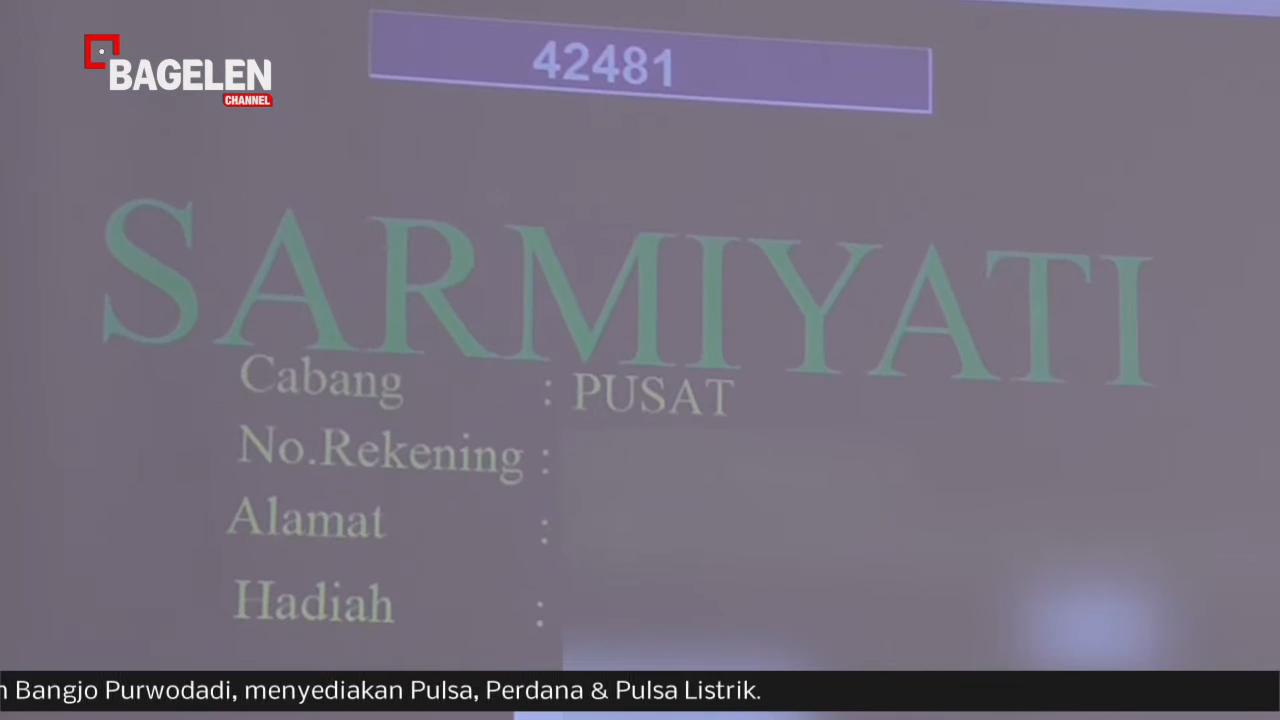 42481
BAGELEN
CHANNEL
SARMIYATI
Cabang : PUSAT
No.Rekening :
Alamat :
Hadiah :
Bangjo Purwodadi, menyediakan Pulsa, Perdana & Pulsa Listrik.